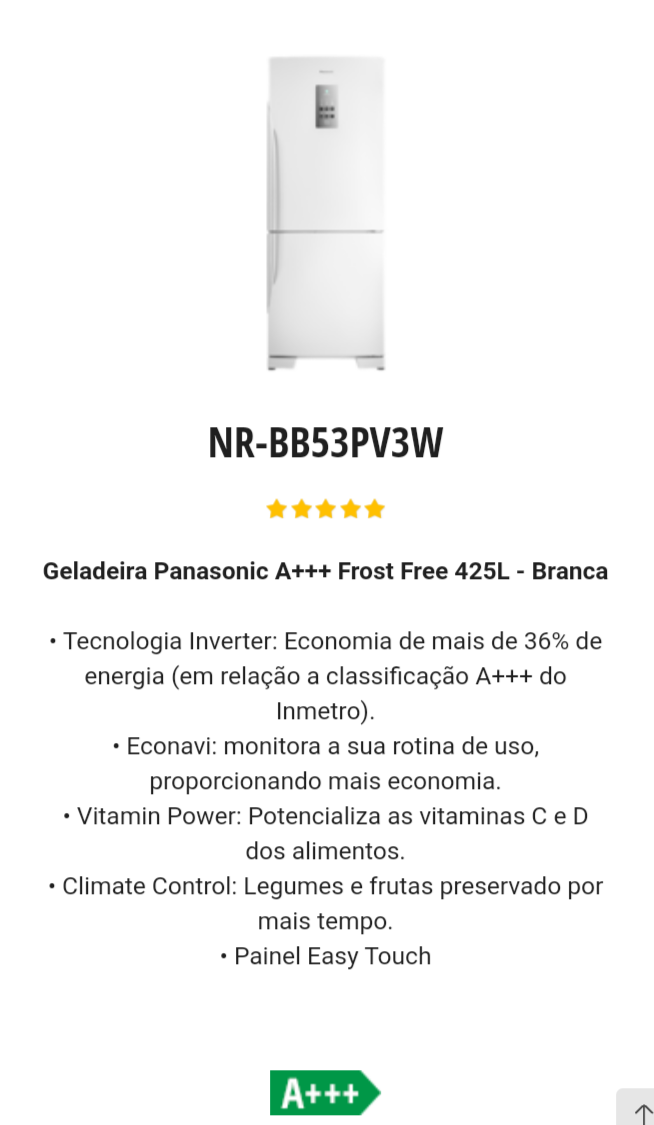 NR-BB53PV3W
Geladeira Panasonic A+++ Frost Free 425L - Branca
• Tecnologia Inverter: Economia de mais de 36% de
energia (em relação a classificação A+++ do
Inmetro).
• Econavi: monitora a sua rotina de uso,
proporcionando mais economia.
• Vitamin Power: Potencializa as vitaminas C e D
dos alimentos.
• Climate Control: Legumes e frutas preservado por
mais tempo.
• Painel Easy Touch
A+++